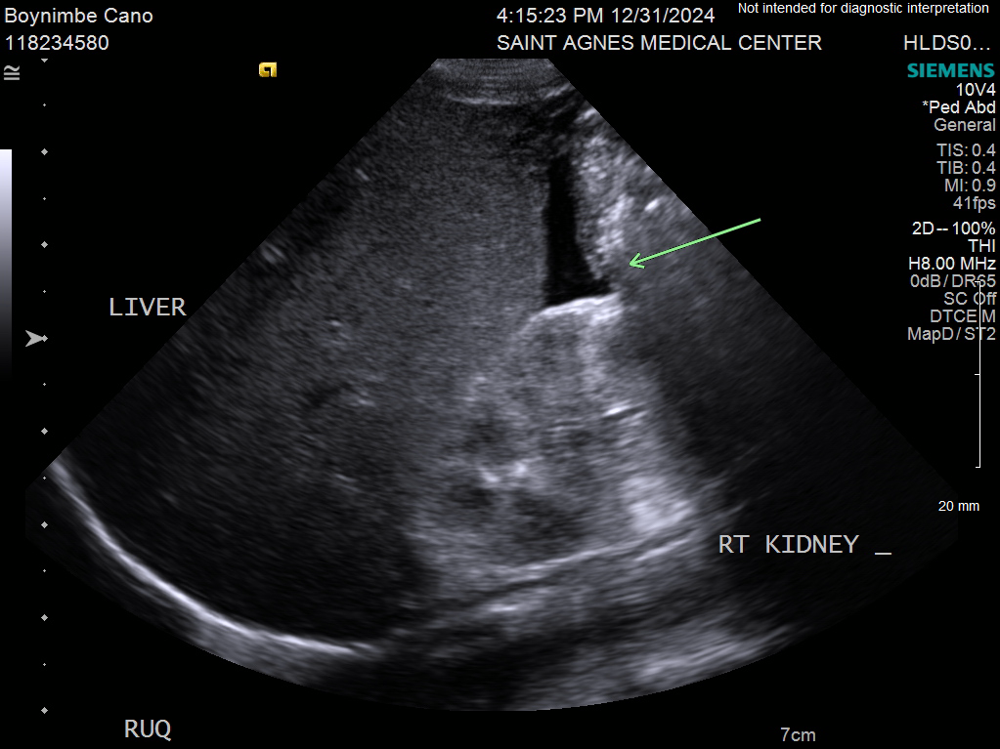 Boynimbe Cano
118234580
4:15:23 PM 12/31/2024
SAINT AGNES MEDICAL CENTER
Not intended for diagnostic interpretation
HLDS0...
SIEMENS
10V4
*Ped Abd
General
TIS: 0.4
TIB: 0.4
MI: 0.9
41fps
2D -- 100%
THI
H8.00 MHz
0dB / DR65
SC Off
DTCE M
MapD / ST2
LIVER
20 mm
RT KIDNEY _
RUQ
7cm